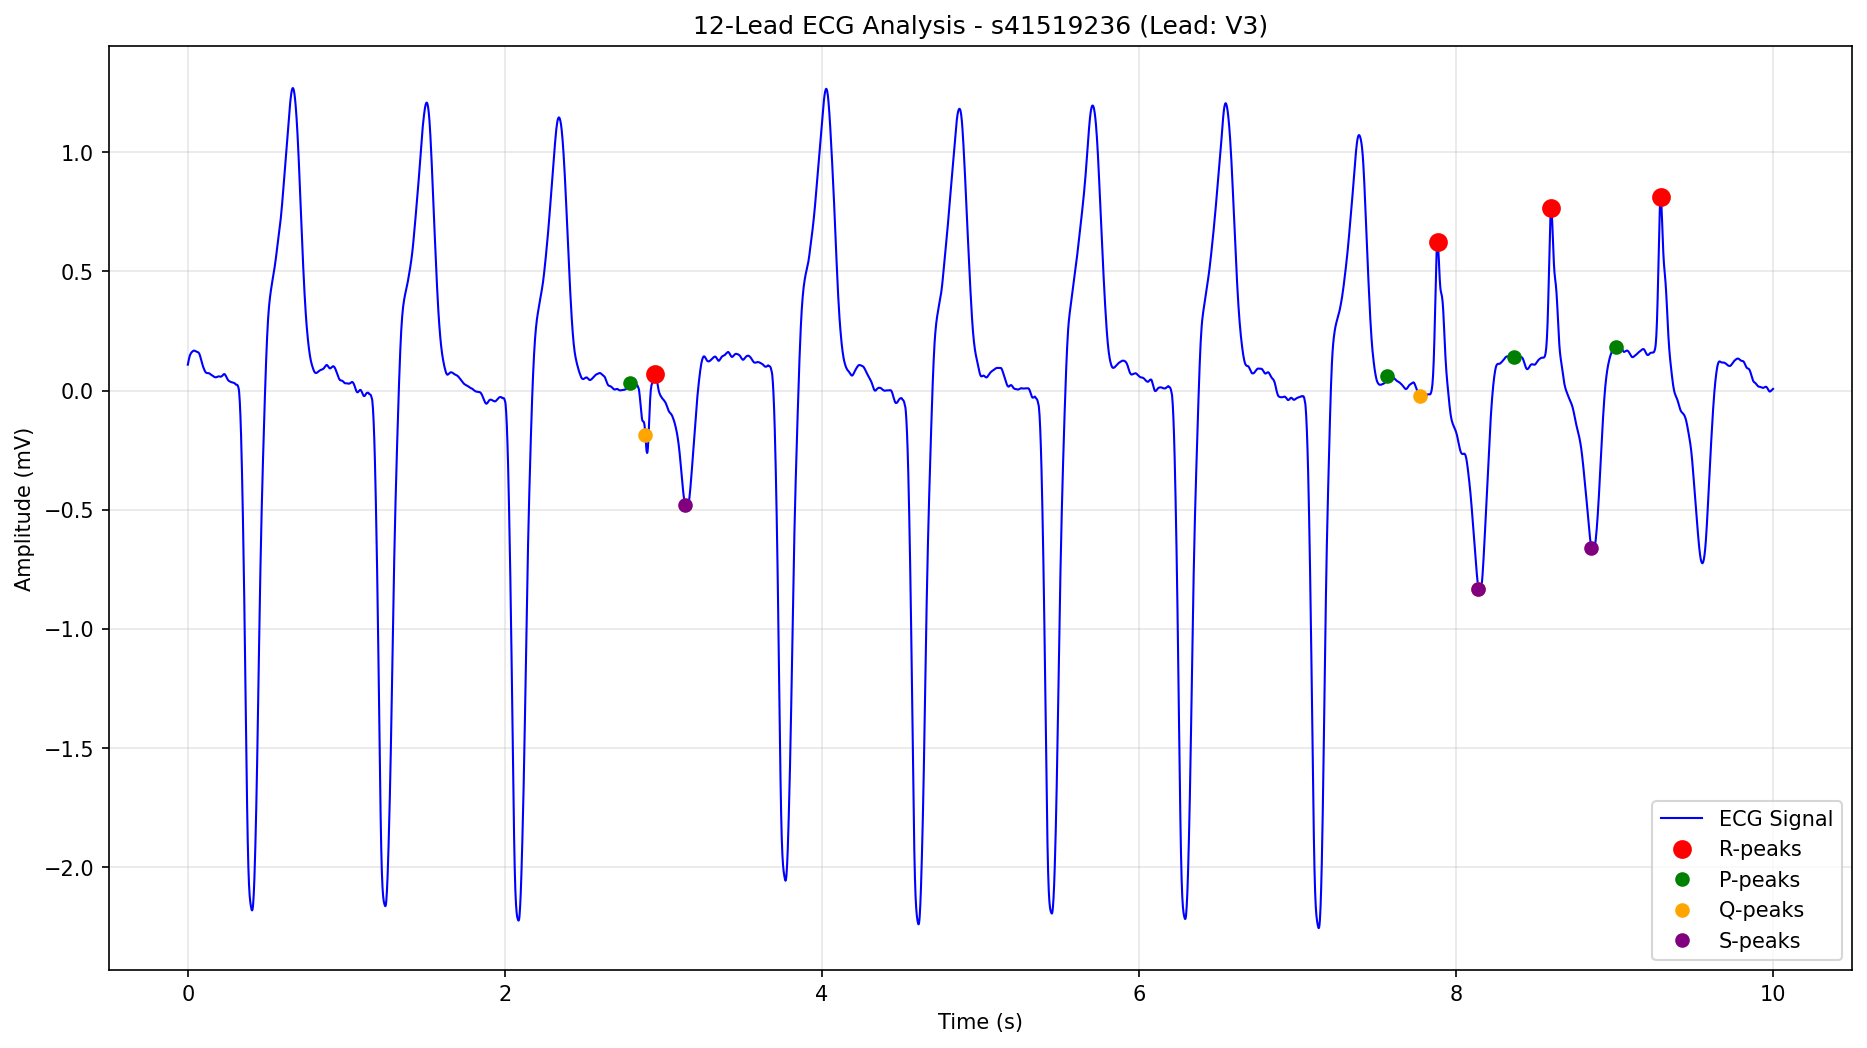 12-Lead ECG Analysis - s41519236 (Lead: V3)
Amplitude (mV)
1.0
0.5
0.0
−0.5
−1.0
−1.5
−2.0
0 2 4 6 8 10
Time (s)
ECG Signal
R-peaks
P-peaks
Q-peaks
S-peaks